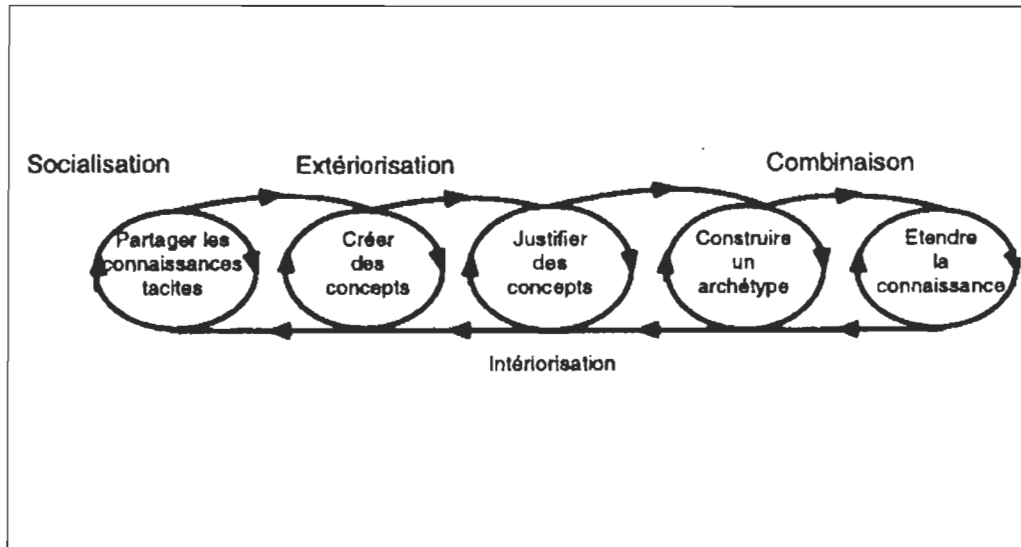 Socialisation
Extériorisation
Combinaison
Partager les
connaissances
tacites
Créer
des
concepts
Justifier
des
concepts
Construire
un
archétype
Etendre
la
connaissance
Intériorisation